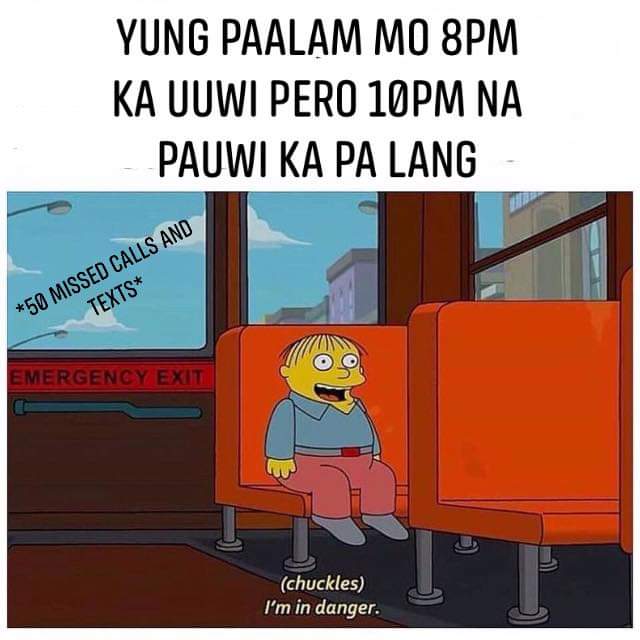 YUNG PAALAM MO 8PM
KA UUWI PERO 10PM NA
PAUWI KA PA LANG
*50 MISSED CALLS AND
TEXTS*
EMERGENCY EXIT
(chuckles)
I'm in danger.